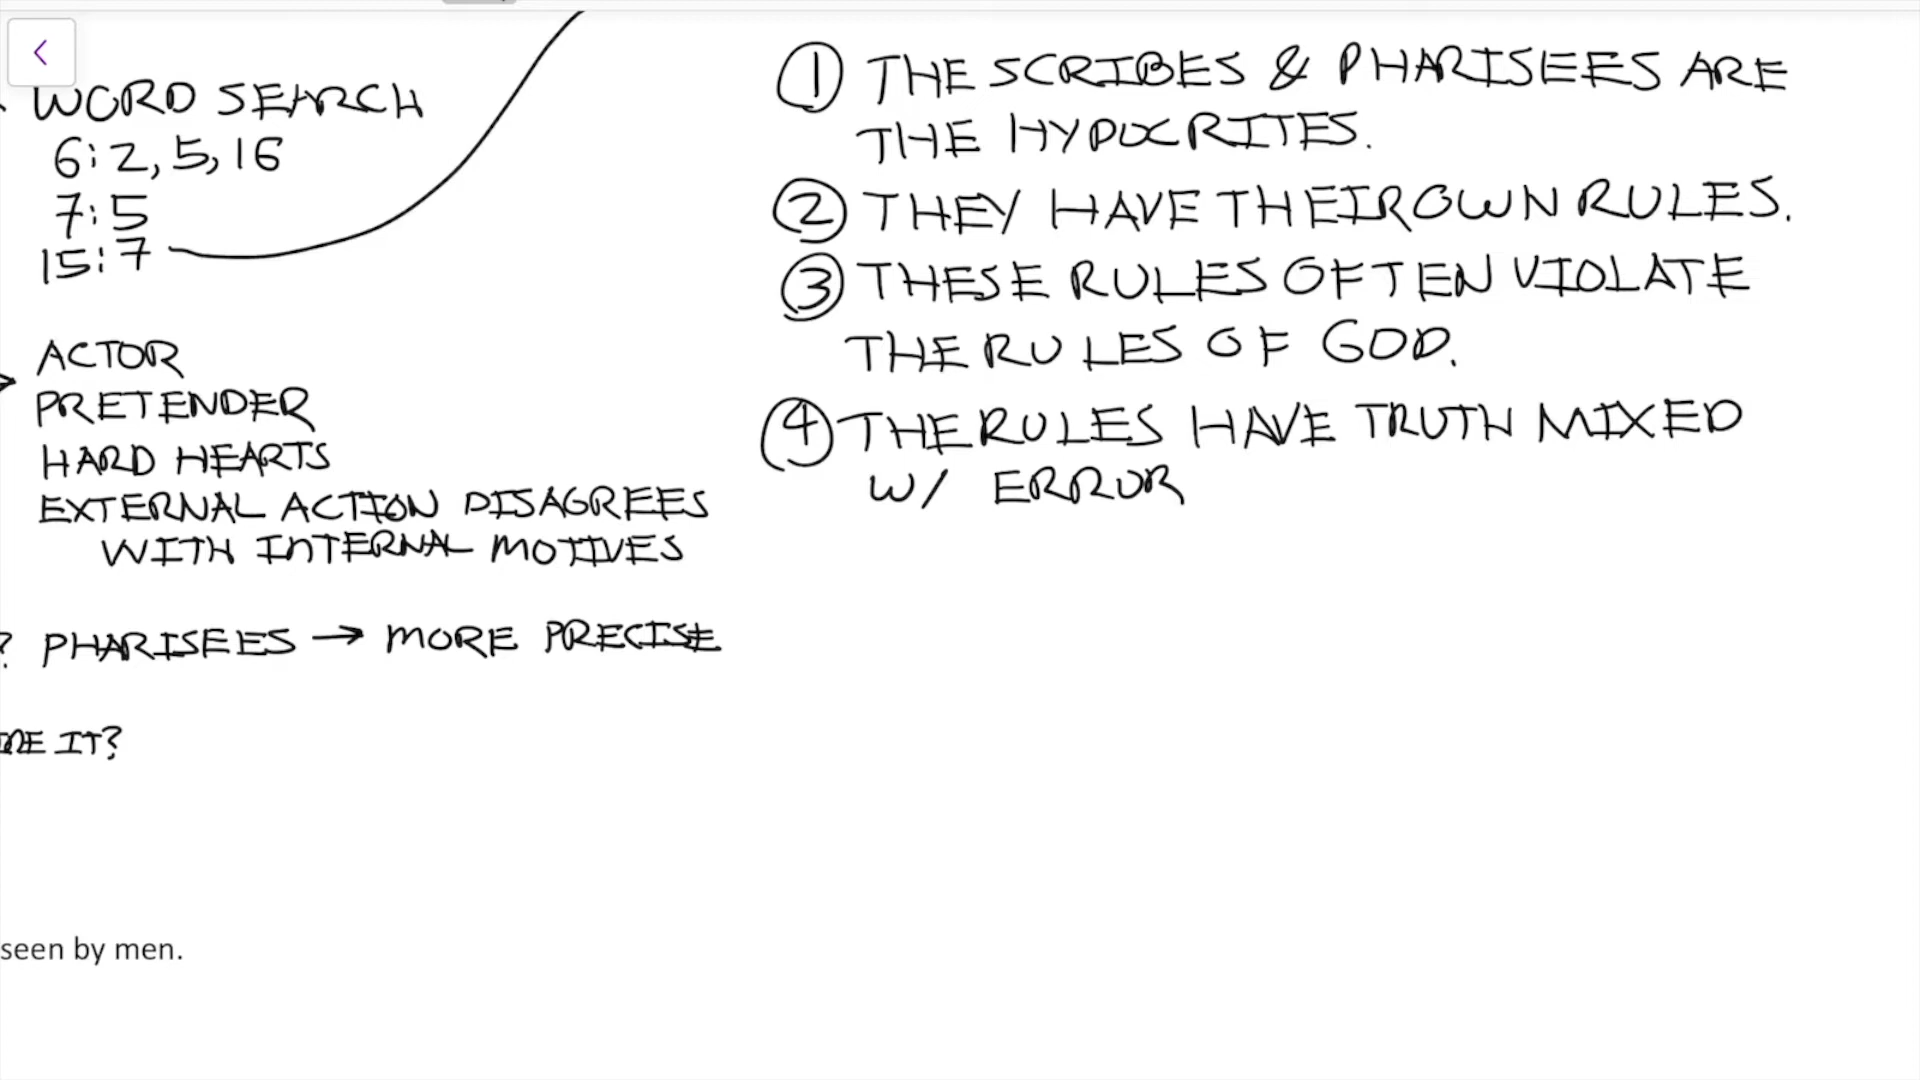 WORD SEARCH
6:2,5,16
7:5
15:7
ACTOR
PRETENDER
HARD HEARTS
EXTERNAL ACTION DISAGREES
WITH INTERNAL MOTIVES
? PHARISEES → MORE PRECISE
IT?
seen by men.
① THE SCRIBES & PHARISEES ARE
THE HYPOCRITES.
② THEY HAVE THEIR OWN RULES.
③ THESE RULES OFTEN VIOLATE
THE RULES OF GOD.
④ THE RULES HAVE TRUTH MIXED
W/ ERROR